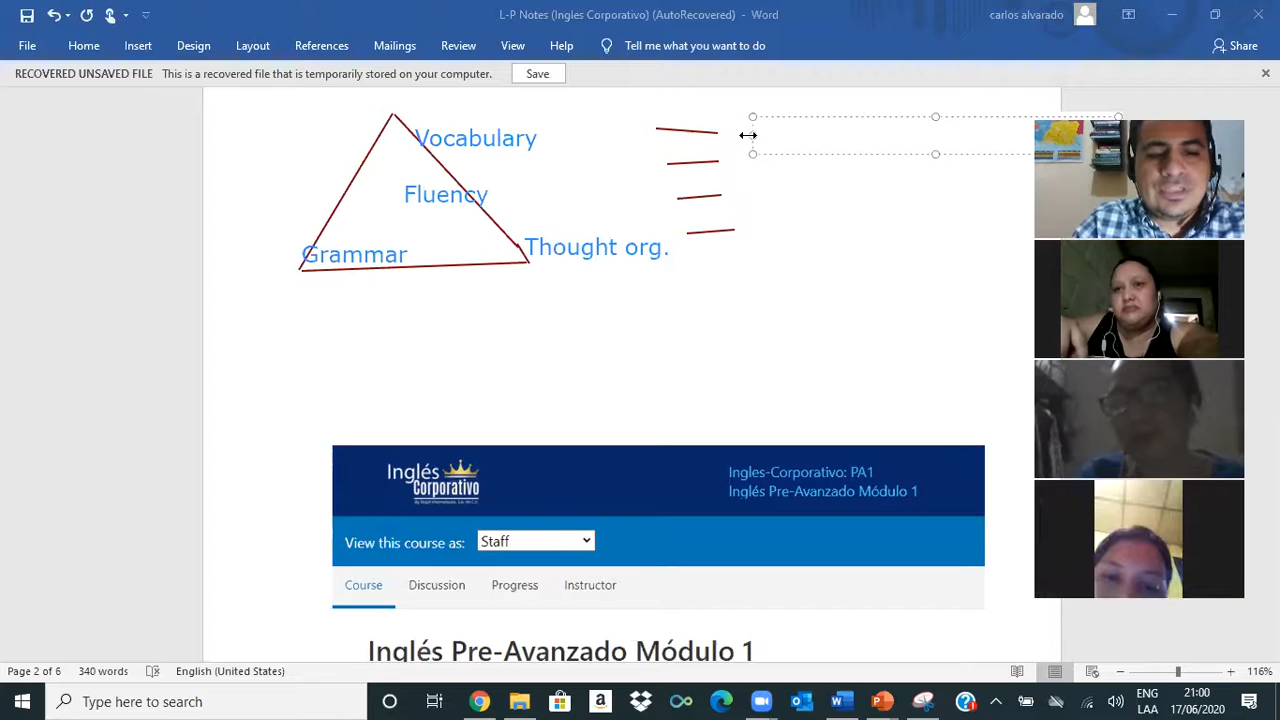 L-P Notes (Ingles Corporativo) (AutoRecovered) - Word
carlos alvarado
File Home Insert Design Layout References Mailings Review View Help Tell me what you want to do Share
RECOVERED UNSAVED FILE This is a recovered file that is temporarily stored on your computer. Save
Vocabulary
Fluency
Grammar
Thought org.
Inglés
Corporativo
Ingles-Corporativo: PA1
Inglés Pre-Avanzado Módulo 1
View this course as: Staff
Course Discussion Progress Instructor
Inglés Pre-Avanzado Módulo 1
Page 2 of 6 340 words English (United States) 116%
Type here to search
ENG 21:00
LAA 17/06/2020